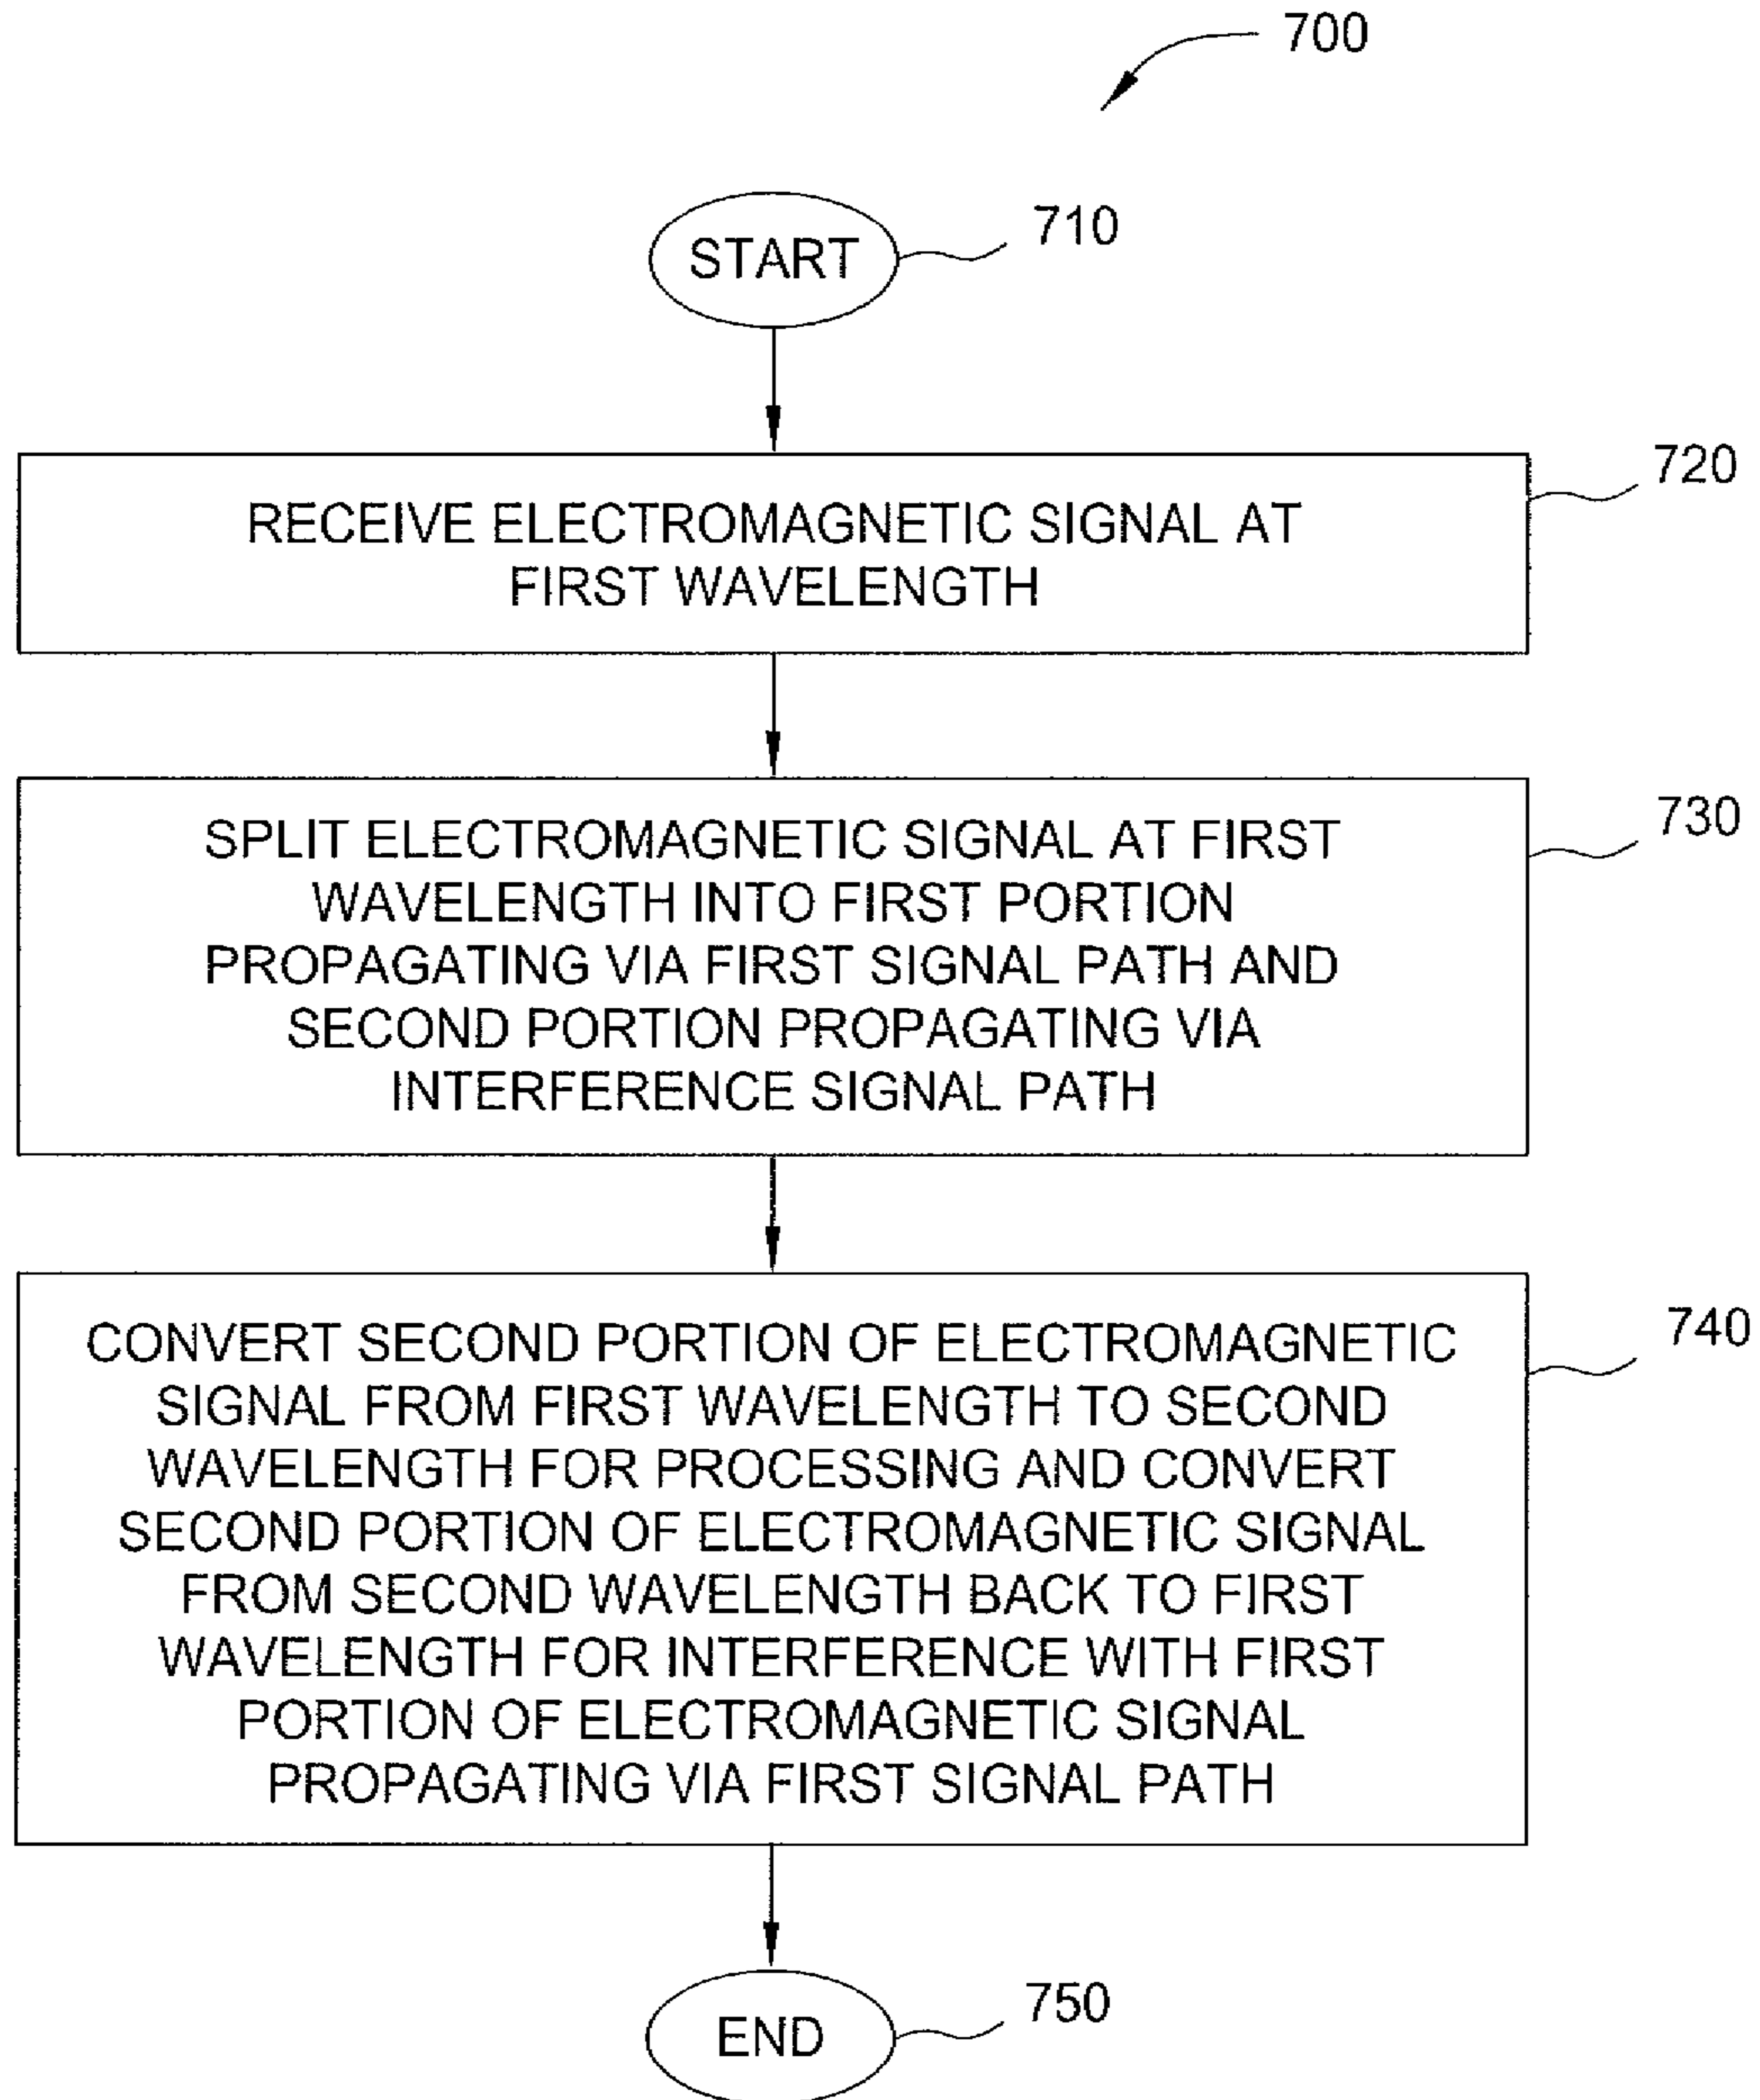 700
START
710
RECEIVE ELECTROMAGNETIC SIGNAL AT
FIRST WAVELENGTH
720
SPLIT ELECTROMAGNETIC SIGNAL AT FIRST
WAVELENGTH INTO FIRST PORTION
PROPAGATING VIA FIRST SIGNAL PATH AND
SECOND PORTION PROPAGATING VIA
INTERFERENCE SIGNAL PATH
730
CONVERT SECOND PORTION OF ELECTROMAGNETIC
SIGNAL FROM FIRST WAVELENGTH TO SECOND
WAVELENGTH FOR PROCESSING AND CONVERT
SECOND PORTION OF ELECTROMAGNETIC SIGNAL
FROM SECOND WAVELENGTH BACK TO FIRST
WAVELENGTH FOR INTERFERENCE WITH FIRST
PORTION OF ELECTROMAGNETIC SIGNAL
PROPAGATING VIA FIRST SIGNAL PATH
740
END
750